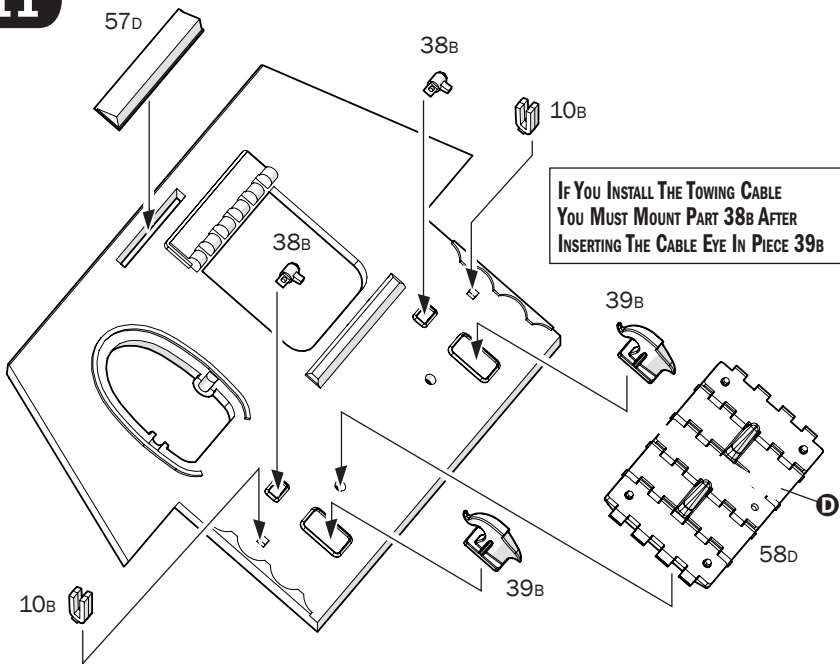 11
57D
38B
10B
IF YOU INSTALL THE TOWING CABLE
YOU MUST MOUNT PART 38B AFTER
INSERTING THE CABLE EYE IN PIECE 39B
38B
39B
D
58D
39B
10B